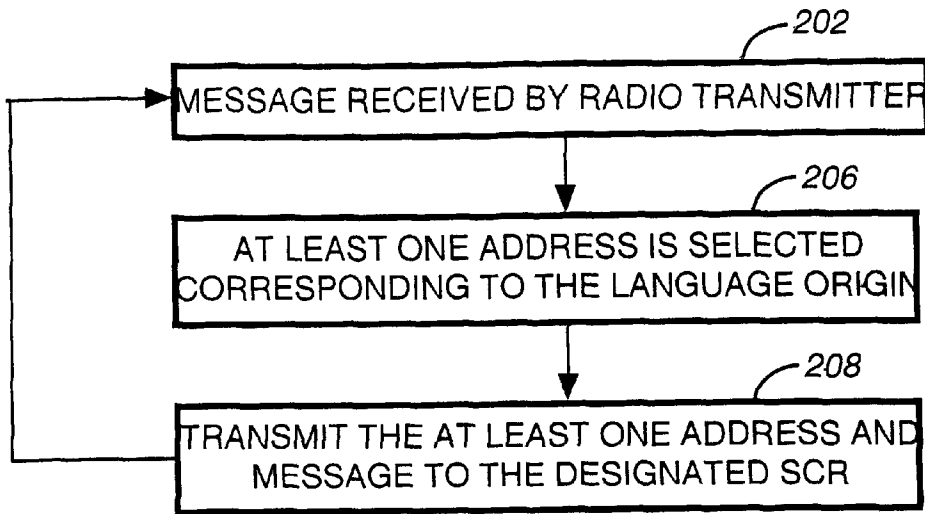 202
MESSAGE RECEIVED BY RADIO TRANSMITTER
206
AT LEAST ONE ADDRESS IS SELECTED
CORRESPONDING TO THE LANGUAGE ORIGIN
208
TRANSMIT THE AT LEAST ONE ADDRESS AND
MESSAGE TO THE DESIGNATED SCR